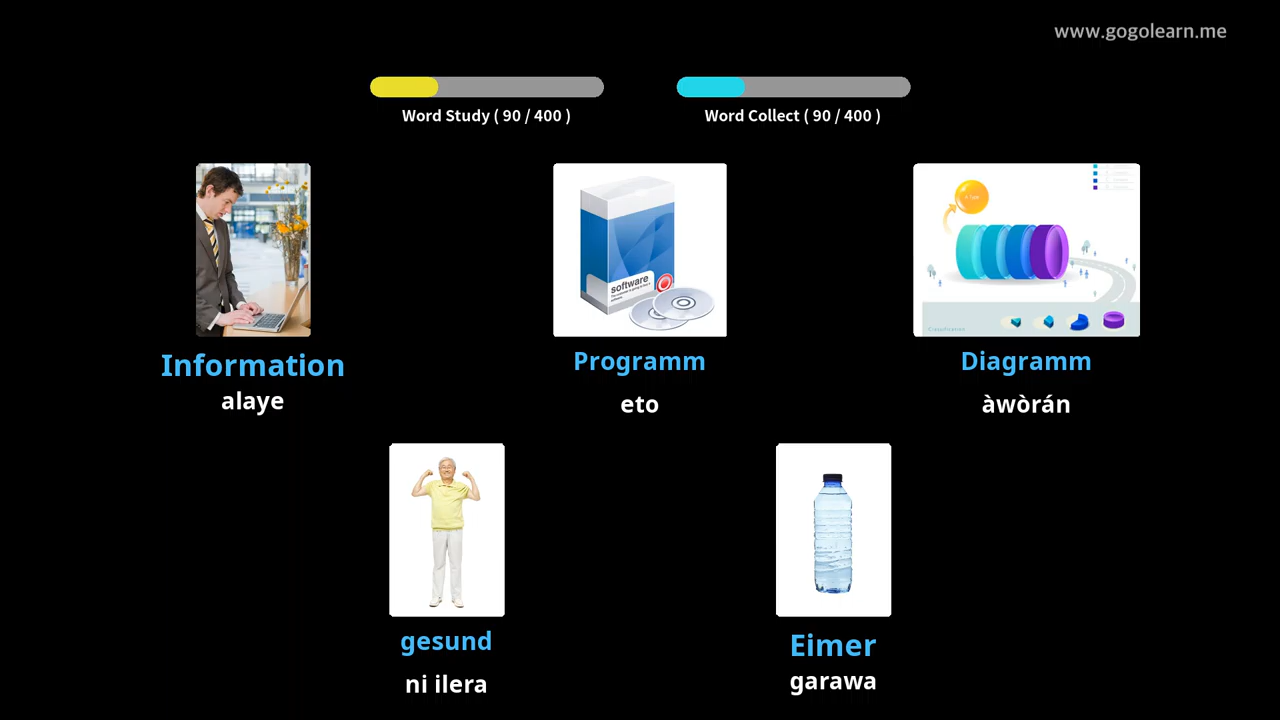 www.gogolearn.me
Word Study ( 90 / 400 )
Word Collect ( 90 / 400 )
software
Information
Programm
Diagramm
alaye
eto
àwòrán
gesund
Eimer
ni ilera
garawa